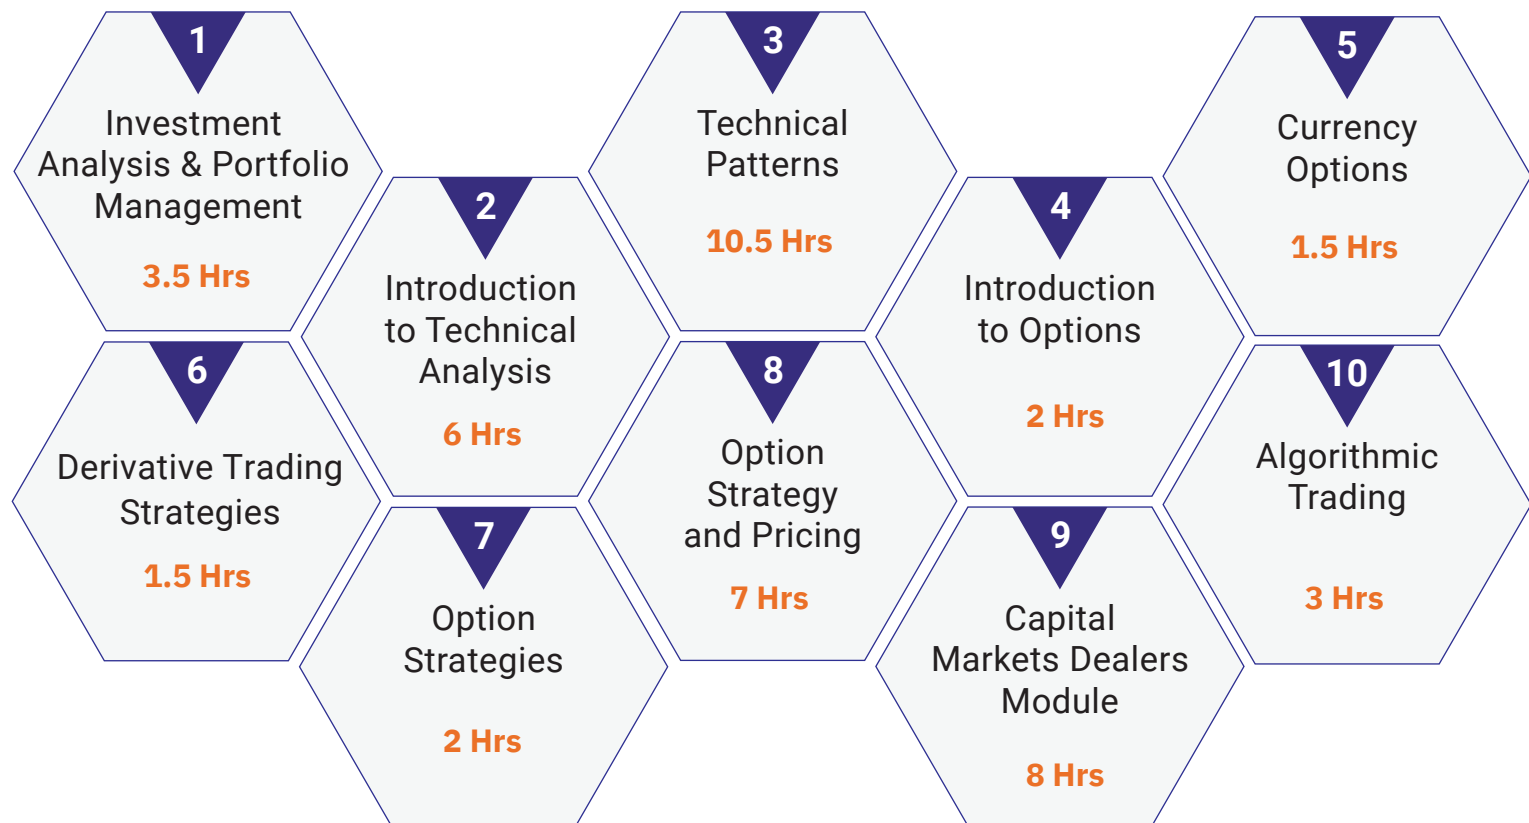 1
Investment
Analysis & Portfolio
Management
3.5 Hrs
2
Introduction
to Technical
Analysis
6 Hrs
3
Technical
Patterns
10.5 Hrs
4
Introduction
to Options
2 Hrs
5
Currency
Options
1.5 Hrs
6
Derivative Trading
Strategies
1.5 Hrs
7
Option
Strategies
2 Hrs
8
Option
Strategy
and Pricing
7 Hrs
9
Capital
Markets Dealers
Module
8 Hrs
10
Algorithmic
Trading
3 Hrs